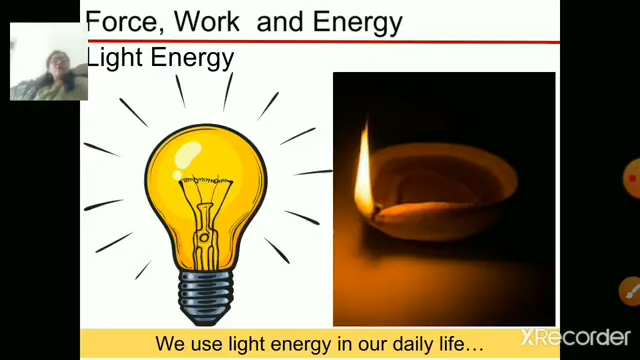 Force, Work and Energy
Light Energy
We use light energy in our daily life...
XRecorder